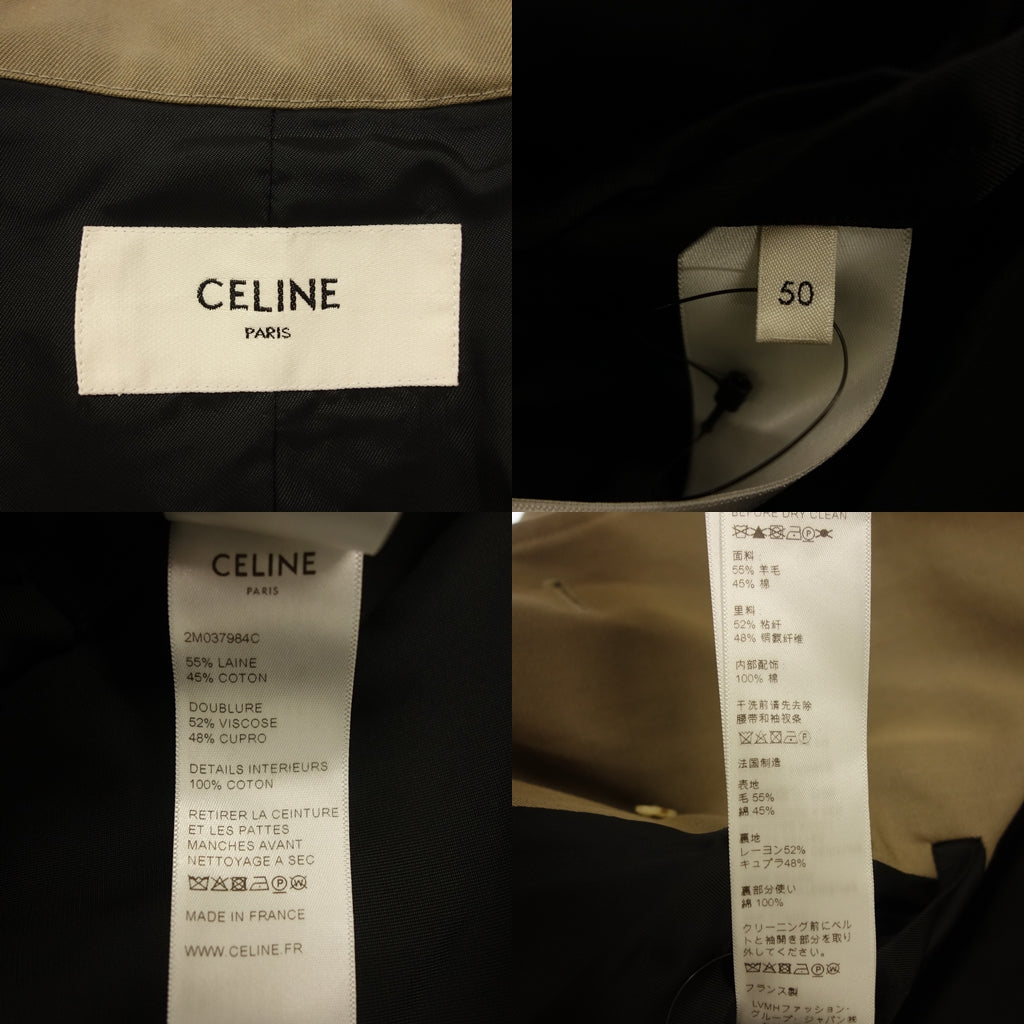 CELINE
PARIS
50
CELINE
PARIS
2M037984C
55% LAINE
45% COTON
DOUBLURE
52% VISCOSE
48% CUPRO
DETAILS INTERIEURS
100% COTON
RETIRER LA CEINTURE
ET LES PATTES
MANCHES AVANT
NETTOYAGE A SEC
MADE IN FRANCE
WWW.CELINE.FR
BEFORE DRY CLEAN
面料 :
55% 羊毛
45% 棉
里料 :
52% 粘纤
48% 铜氨纤维
内部配饰 :
100% 棉
干洗前请先去除
腰带和袖衩条
法国制造
表地
毛 55%
綿 45%
裏地
レーヨン52%
キュプラ48%
裏部分使い
綿 100%
クリーニング前にベル
トと袖開き部分を取り
外してください。
フランス製
LVMHファッション・
グループ・ジャパン株